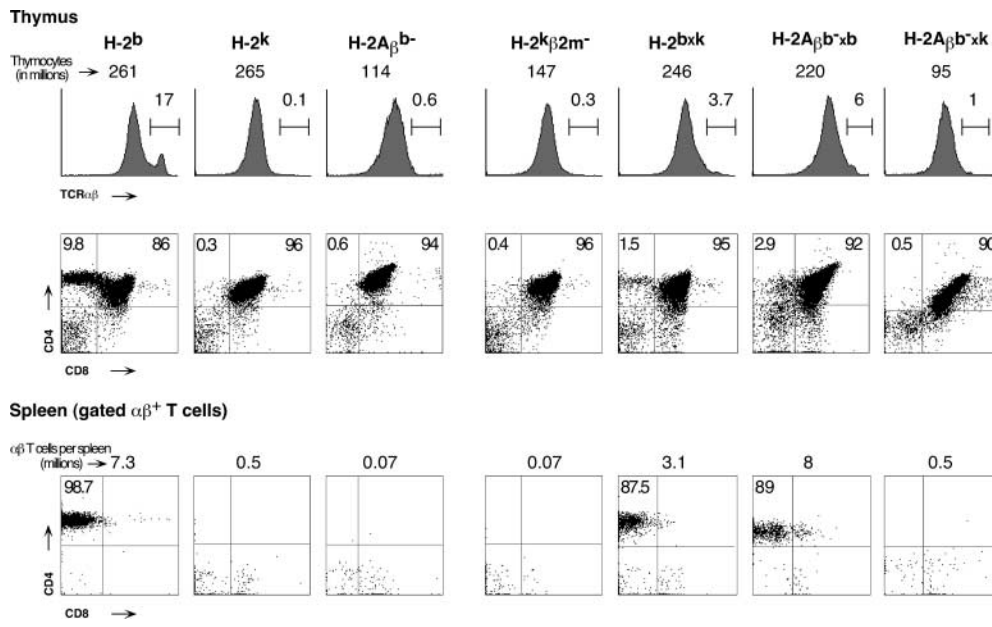 Thymus
H-2b H-2k H-2Aβb- H-2kβ2m- H-2bxk H-2Aβb-xb H-2Aβb-xk
Thymocytes
(in millions) → 261 265 114 147 246 220 95
17 0.1 0.6 0.3 3.7 6 1
TCRαβ →
9.8 86 0.3 96 0.6 94 0.4 96 1.5 95 2.9 92 0.5 90
CD4 →
CD8 →
Spleen (gated αβ+ T cells)
αβ T cells per spleen
(millions) → 7.3 0.5 0.07 0.07 3.1 8 0.5
98.7 87.5 89
CD4 →
CD8 →